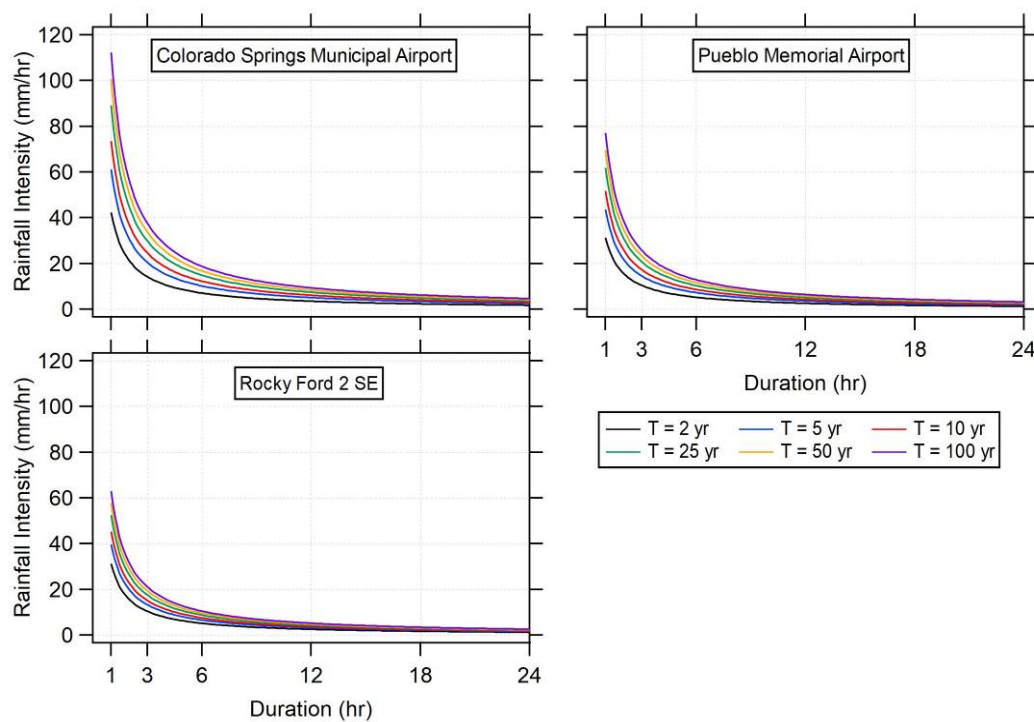 Colorado Springs Municipal Airport
Rainfall Intensity (mm/hr)
120
100
80
60
40
20
0
Pueblo Memorial Airport
1 3 6 12 18 24
Duration (hr)
Rocky Ford 2 SE
Rainfall Intensity (mm/hr)
120
100
80
60
40
20
0
1 3 6 12 18 24
Duration (hr)
T = 2 yr T = 5 yr T = 10 yr
T = 25 yr T = 50 yr T = 100 yr